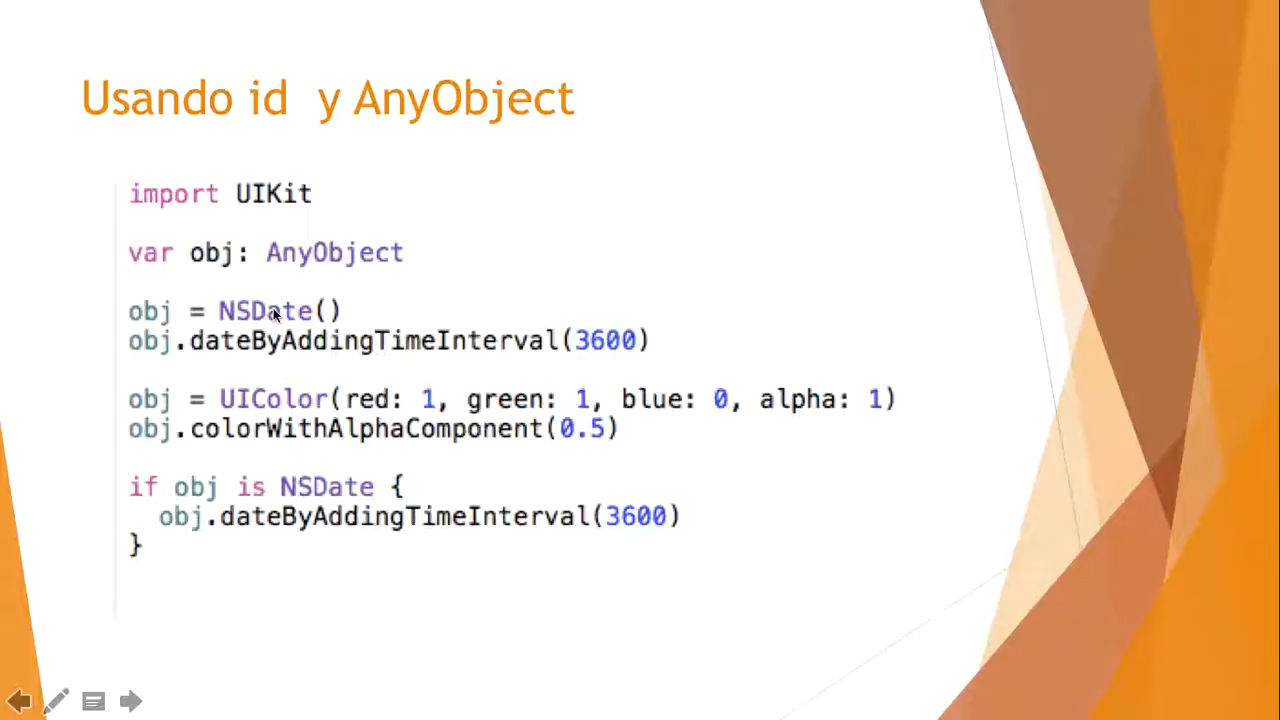 Usando id y AnyObject
import UIKit
var obj: AnyObject
obj = NSDate()
obj.dateByAddingTimeInterval(3600)
obj = UIColor(red: 1, green: 1, blue: 0, alpha: 1)
obj.colorWithAlphaComponent(0.5)
if obj is NSDate {
  obj.dateByAddingTimeInterval(3600)
}